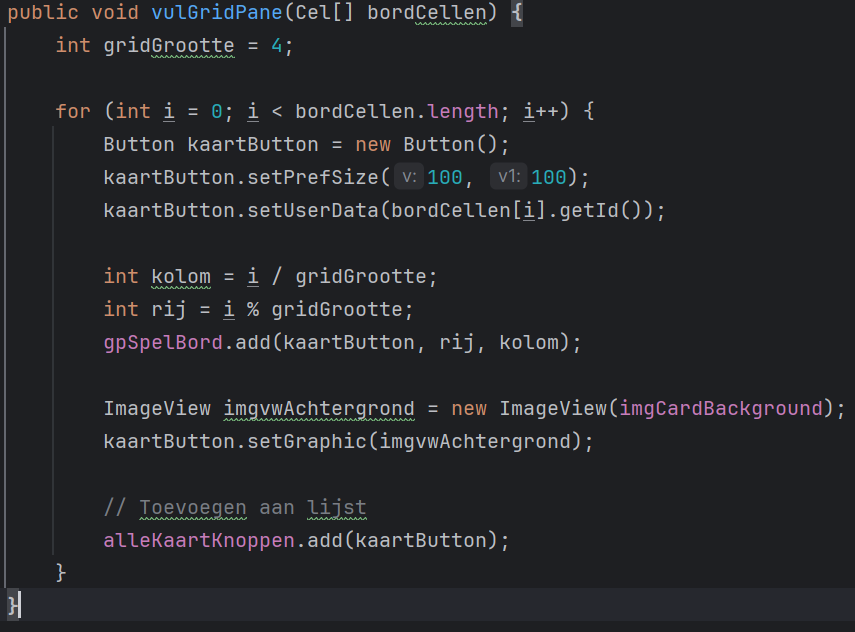 public void vulGridPane(Cel[] bordCellen) {
    int gridGrootte = 4;

    for (int i = 0; i < bordCellen.length; i++) {
        Button kaartButton = new Button();
        kaartButton.setPrefSize( v: 100, v1: 100);
        kaartButton.setUserData(bordCellen[i].getId());

        int kolom = i / gridGrootte;
        int rij = i % gridGrootte;
        gpSpelBord.add(kaartButton, rij, kolom);

        ImageView imgvwAchtergrond = new ImageView(imgCardBackground);
        kaartButton.setGraphic(imgvwAchtergrond);

        // Toevoegen aan lijst
        alleKaartKnoppen.add(kaartButton);
    }
}